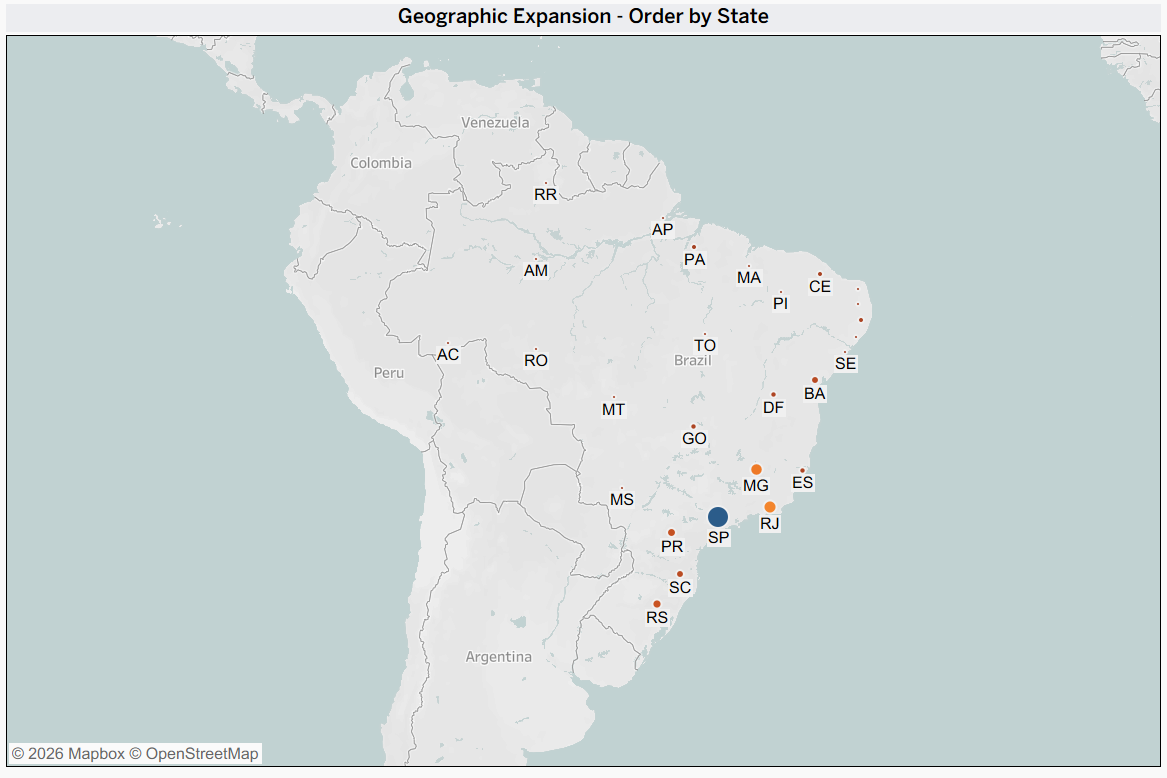 Geographic Expansion - Order by State
Venezuela
Colombia
RR
AP
PA
AM
MA
CE
PI
TO
AC
RO
Brazil
SE
Peru
BA
MT
DF
GO
MG
ES
MS
RJ
SP
PR
SC
RS
Argentina
© 2026 Mapbox © OpenStreetMap